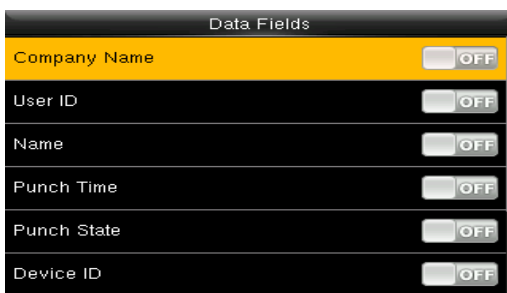 Data Fields
Company Name OFF
User ID OFF
Name OFF
Punch Time OFF
Punch State OFF
Device ID OFF